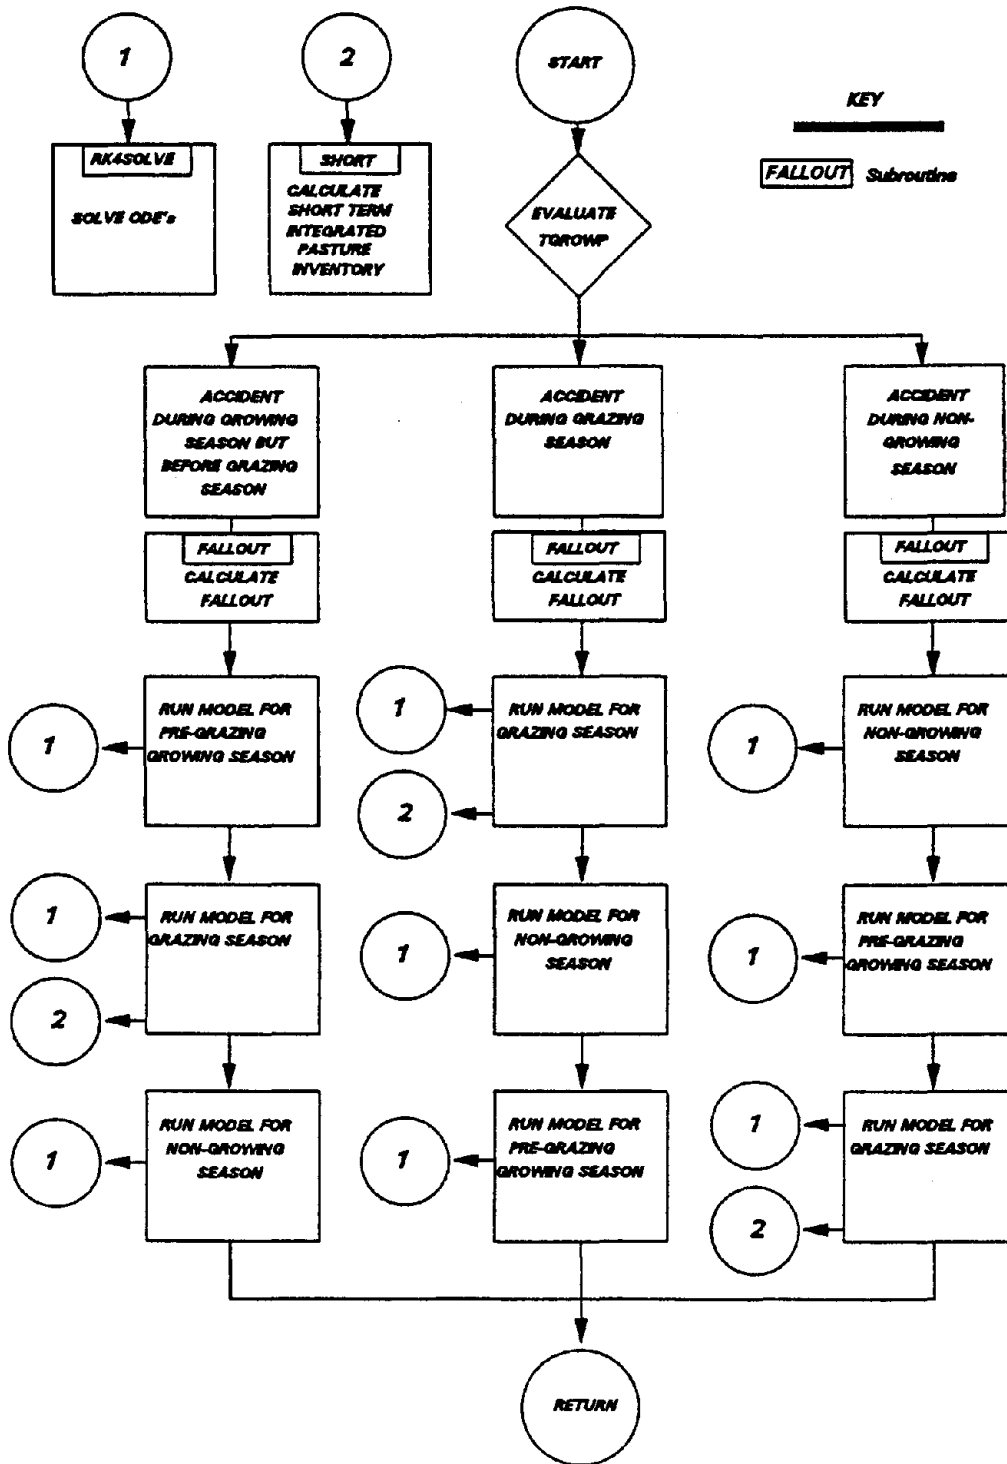 1
2
START
KEY
RK4SOLVE
SOLVE ODE's
SHORT
CALCULATE
SHORT TERM
INTEGRATED
PASTURE
INVENTORY
FALLOUT Subroutine
EVALUATE
TGROWP
ACCIDENT
DURING GROWING
SEASON BUT
BEFORE GRAZING
SEASON
ACCIDENT
DURING GRAZING
SEASON
ACCIDENT
DURING NON-
GROWING
SEASON
FALLOUT
CALCULATE
FALLOUT
FALLOUT
CALCULATE
FALLOUT
FALLOUT
CALCULATE
FALLOUT
1
RUN MODEL FOR
PRE-GRAZING
GROWING SEASON
1
2
RUN MODEL FOR
GRAZING SEASON
1
RUN MODEL FOR
NON-GROWING
SEASON
1
2
RUN MODEL FOR
GRAZING SEASON
1
RUN MODEL FOR
NON-GROWING
SEASON
1
RUN MODEL FOR
PRE-GRAZING
GROWING SEASON
1
RUN MODEL FOR
NON-GROWING
SEASON
1
RUN MODEL FOR
PRE-GRAZING
GROWING SEASON
1
2
RUN MODEL FOR
GRAZING SEASON
RETURN